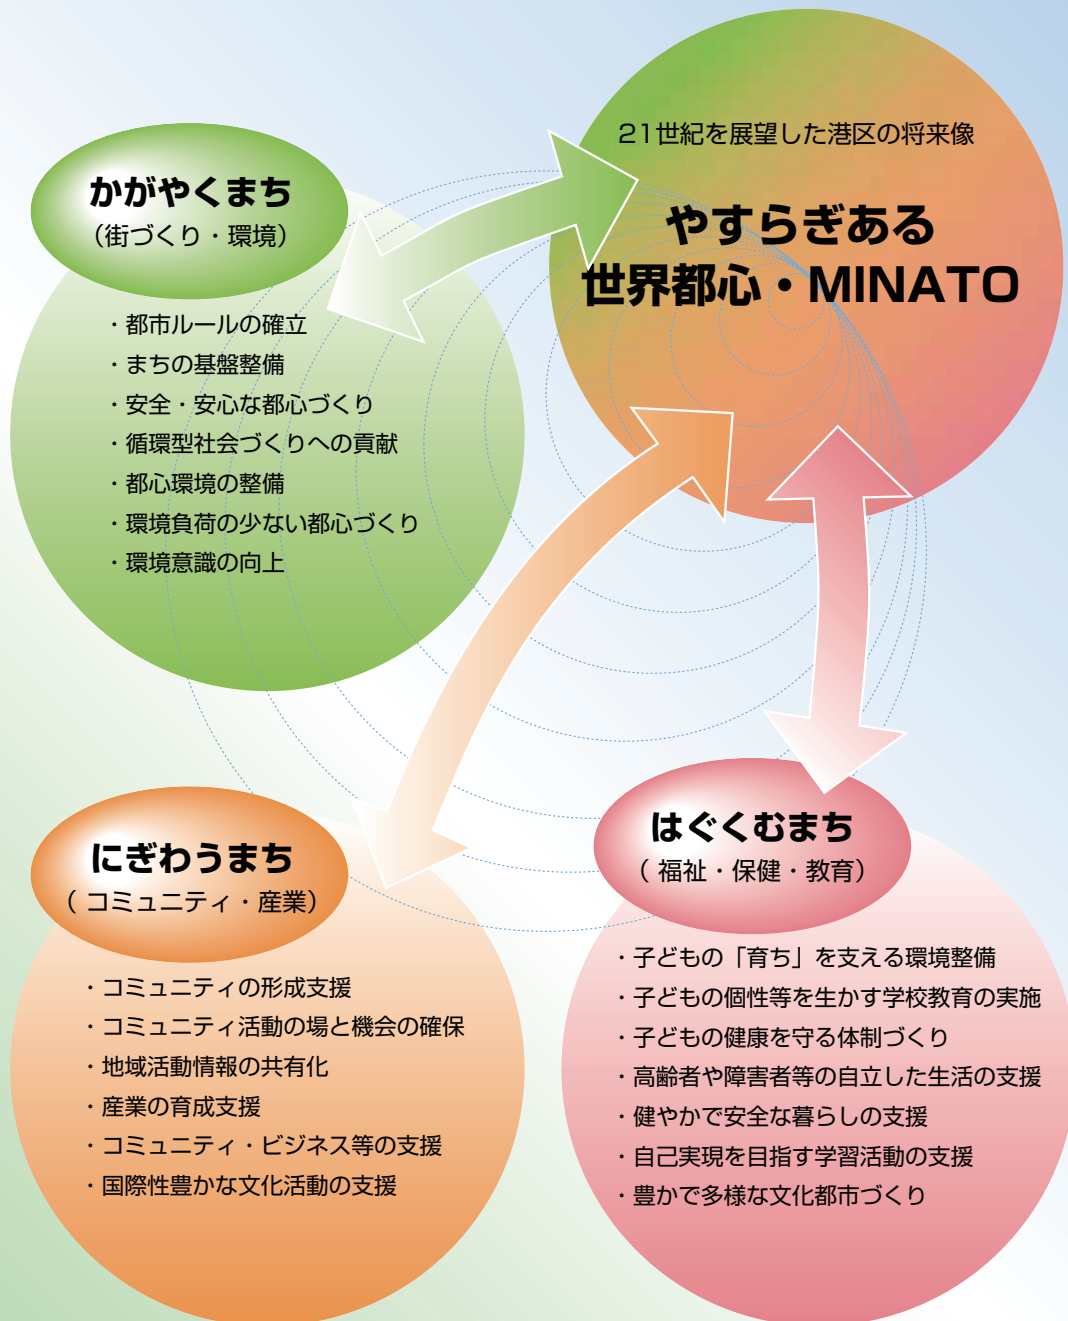 21世紀を展望した港区の将来像
やすらぎある
世界都心・MINATO
かがやくまち
（街づくり・環境）
・都市ルールの確立
・まちの基盤整備
・安全・安心な都心づくり
・循環型社会づくりへの貢献
・都心環境の整備
・環境負荷の少ない都心づくり
・環境意識の向上
にぎわうまち
（ コミュニティ・産業）
・コミュニティの形成支援
・コミュニティ活動の場と機会の確保
・地域活動情報の共有化
・産業の育成支援
・コミュニティ・ビジネス等の支援
・国際性豊かな文化活動の支援
はぐくむまち
（ 福祉・保健・教育）
・子どもの「育ち」を支える環境整備
・子どもの個性等を生かす学校教育の実施
・子どもの健康を守る体制づくり
・高齢者や障害者等の自立した生活の支援
・健やかで安全な暮らしの支援
・自己実現を目指す学習活動の支援
・豊かで多様な文化都市づくり